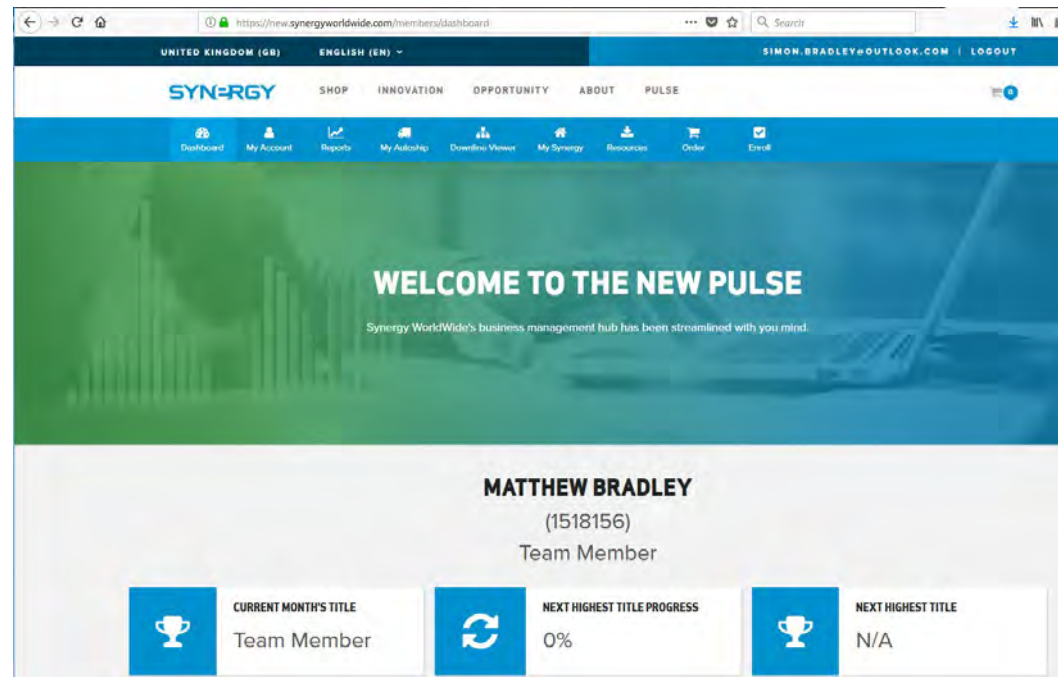 https://new.synergyworldwide.com/members/dashboard
Search
UNITED KINGDOM (GB) ENGLISH (EN)
SIMON.BRADLEY@OUTLOOK.COM | LOGOUT
SYNERGY SHOP INNOVATION OPPORTUNITY ABOUT PULSE
0
Dashboard My Account Reports My Autoship Downline Viewer My Synergy Resources Order Enroll
WELCOME TO THE NEW PULSE
Synergy WorldWide's business management hub has been streamlined with you mind.
MATTHEW BRADLEY
(1518156)
Team Member
CURRENT MONTH'S TITLE
Team Member
NEXT HIGHEST TITLE PROGRESS
0%
NEXT HIGHEST TITLE
N/A